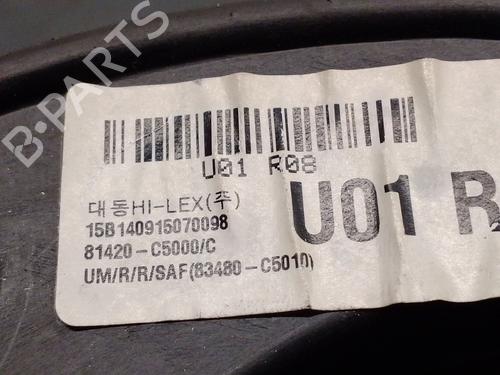 B-PARTS
U01 R08
대동HI-LEX(주)
15B140915070098
81420-C5000/C
UM/R/R/SAF(83480-C5010)
U01 R